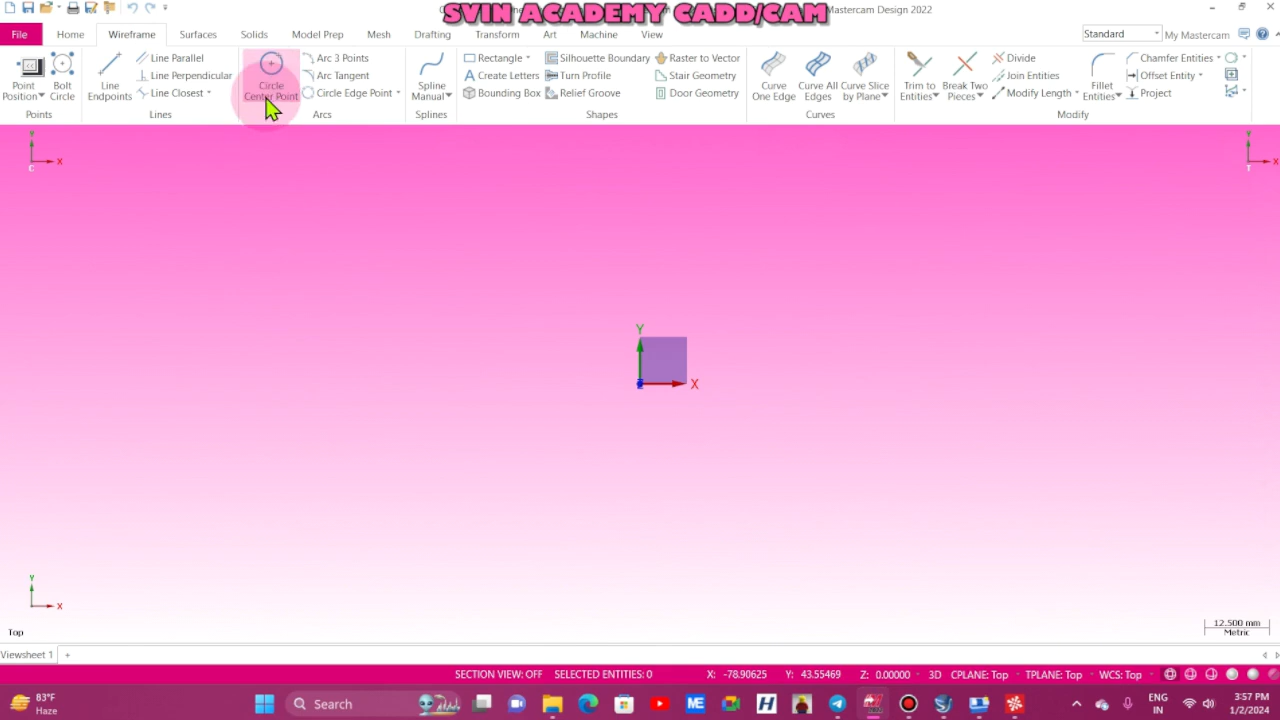 SVIN ACADEMY CADD/CAM
Mastercam Design 2022
File Home Wireframe Surfaces Solids Model Prep Mesh Drafting Transform Art Machine View
Standard My Mastercam
Point Position
Bolt Circle
Points
Line Endpoints
Line Parallel
Line Perpendicular
Line Closest
Lines
Circle Center Point
Arc 3 Points
Arc Tangent
Circle Edge Point
Arcs
Spline Manual
Splines
Rectangle
Create Letters
Bounding Box
Silhouette Boundary
Turn Profile
Relief Groove
Raster to Vector
Stair Geometry
Door Geometry
Shapes
Curve One Edge
Curve All Edges
Curve Slice by Plane
Curves
Trim to Entities
Break Two Pieces
Divide
Join Entities
Modify Length
Fillet Entities
Chamfer Entities
Offset Entity
Project
Modify
Y
X
C
Y
X
T
Y
X
Z
Y
X
Top
12.500 mm
Metric
Viewsheet 1 +
SECTION VIEW: OFF SELECTED ENTITIES: 0 X: -78.90625 Y: 43.55469 Z: 0.00000 3D CPLANE: Top TPLANE: Top WCS: Top
83°F
Haze
Search
ME
H
ENG
IN
3:57 PM
1/2/2024